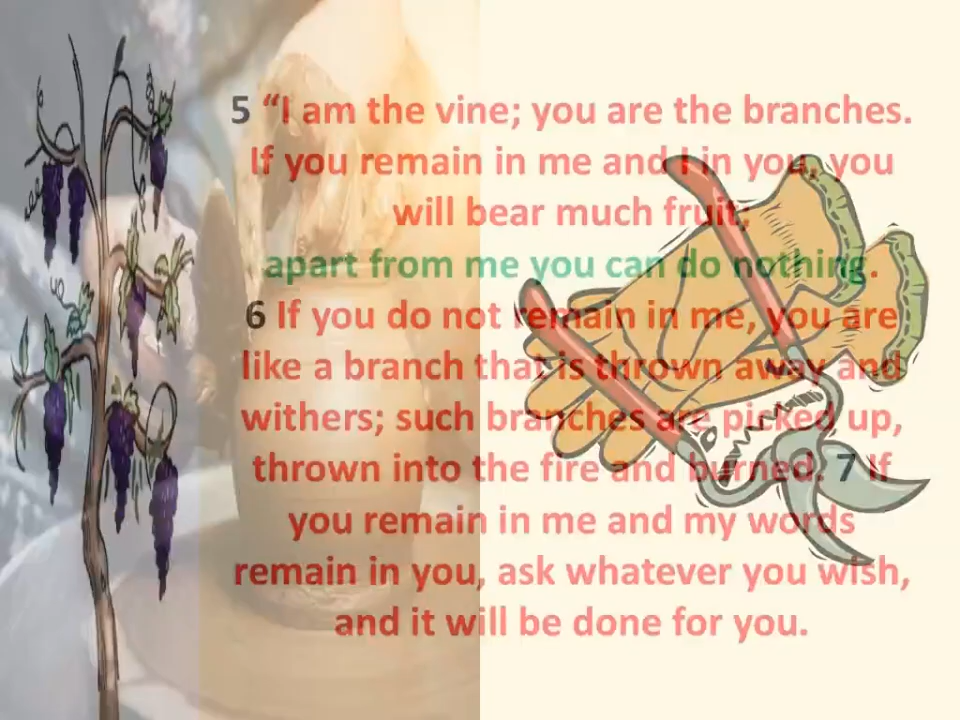 5 “I am the vine; you are the branches.
If you remain in me and I in you, you
will bear much fruit;
apart from me you can do nothing.
6 If you do not remain in me, you are
like a branch that is thrown away and
withers; such branches are picked up,
thrown into the fire and burned. 7 If
you remain in me and my words
remain in you, ask whatever you wish,
and it will be done for you.